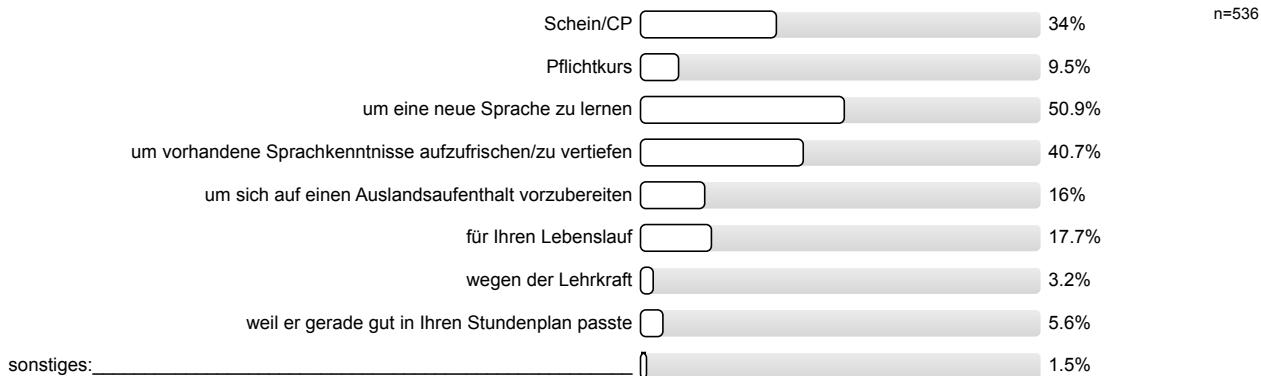 Schein/CP 34% n=536
Pflichtkurs 9.5%
um eine neue Sprache zu lernen 50.9%
um vorhandene Sprachkenntnisse aufzufrischen/zu vertiefen 40.7%
um sich auf einen Auslandsaufenthalt vorzubereiten 16%
für Ihren Lebenslauf 17.7%
wegen der Lehrkraft 3.2%
weil er gerade gut in Ihren Stundenplan passte 5.6%
sonstiges: 1.5%